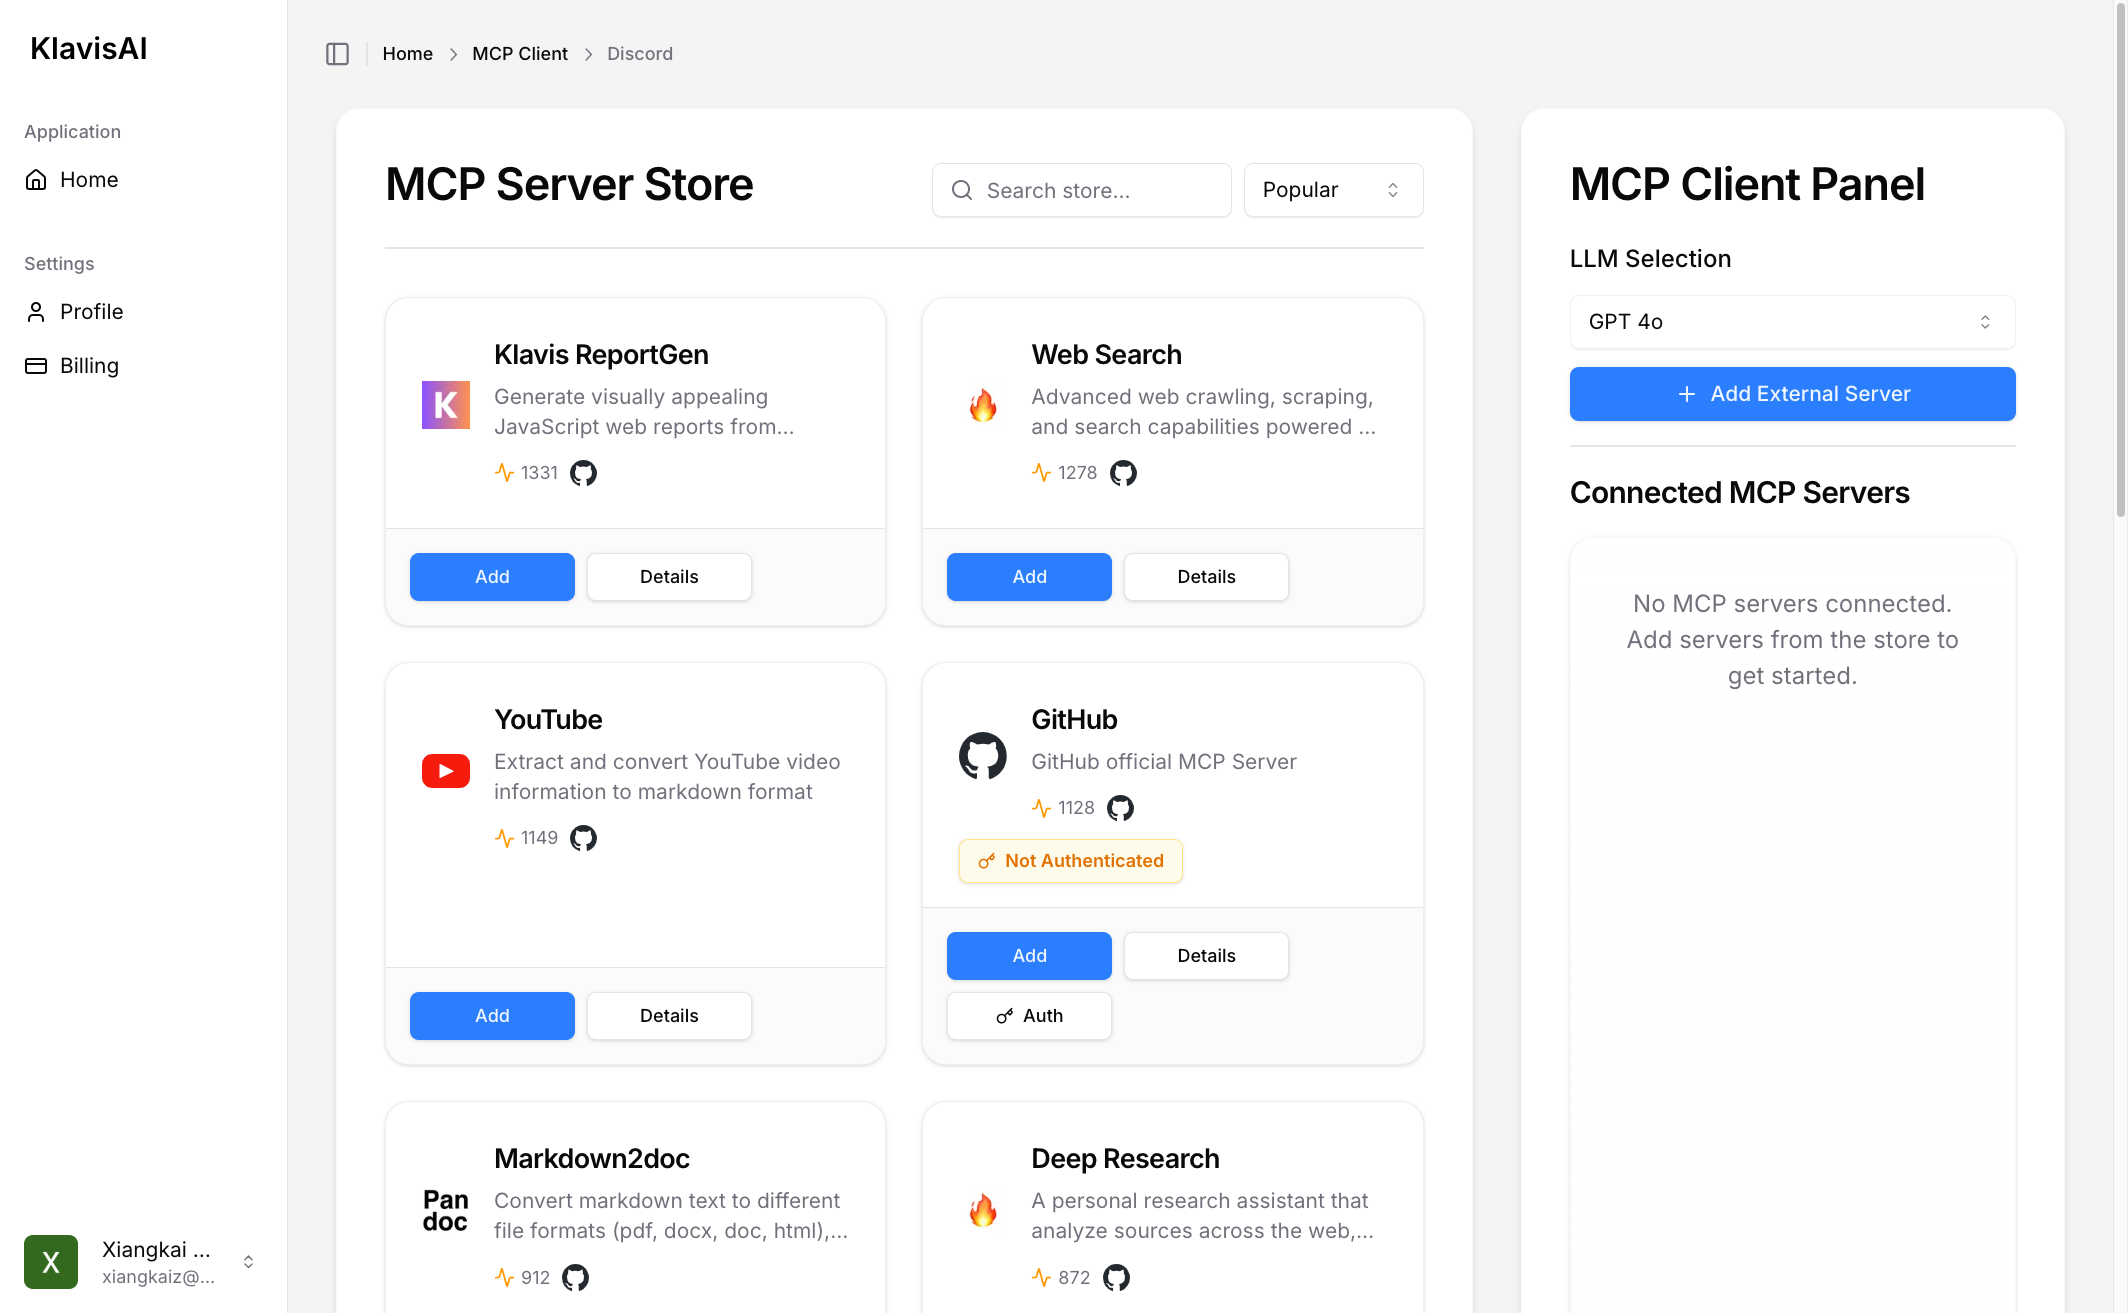 KlavisAI
Application
Home
Settings
Profile
Billing
X
Xiangkai ...
xiangkaiz@...
Home > MCP Client > Discord
MCP Server Store
Search store...
Popular
K
Klavis ReportGen
Generate visually appealing
JavaScript web reports from...
1331
Add
Details
Web Search
Advanced web crawling, scraping,
and search capabilities powered ...
1278
Add
Details
YouTube
Extract and convert YouTube video
information to markdown format
1149
Add
Details
GitHub
GitHub official MCP Server
1128
Not Authenticated
Add
Details
Auth
Pan
doc
Markdown2doc
Convert markdown text to different
file formats (pdf, docx, doc, html),...
912
Deep Research
A personal research assistant that
analyze sources across the web,...
872
MCP Client Panel
LLM Selection
GPT 4o
+ Add External Server
Connected MCP Servers
No MCP servers connected.
Add servers from the store to
get started.